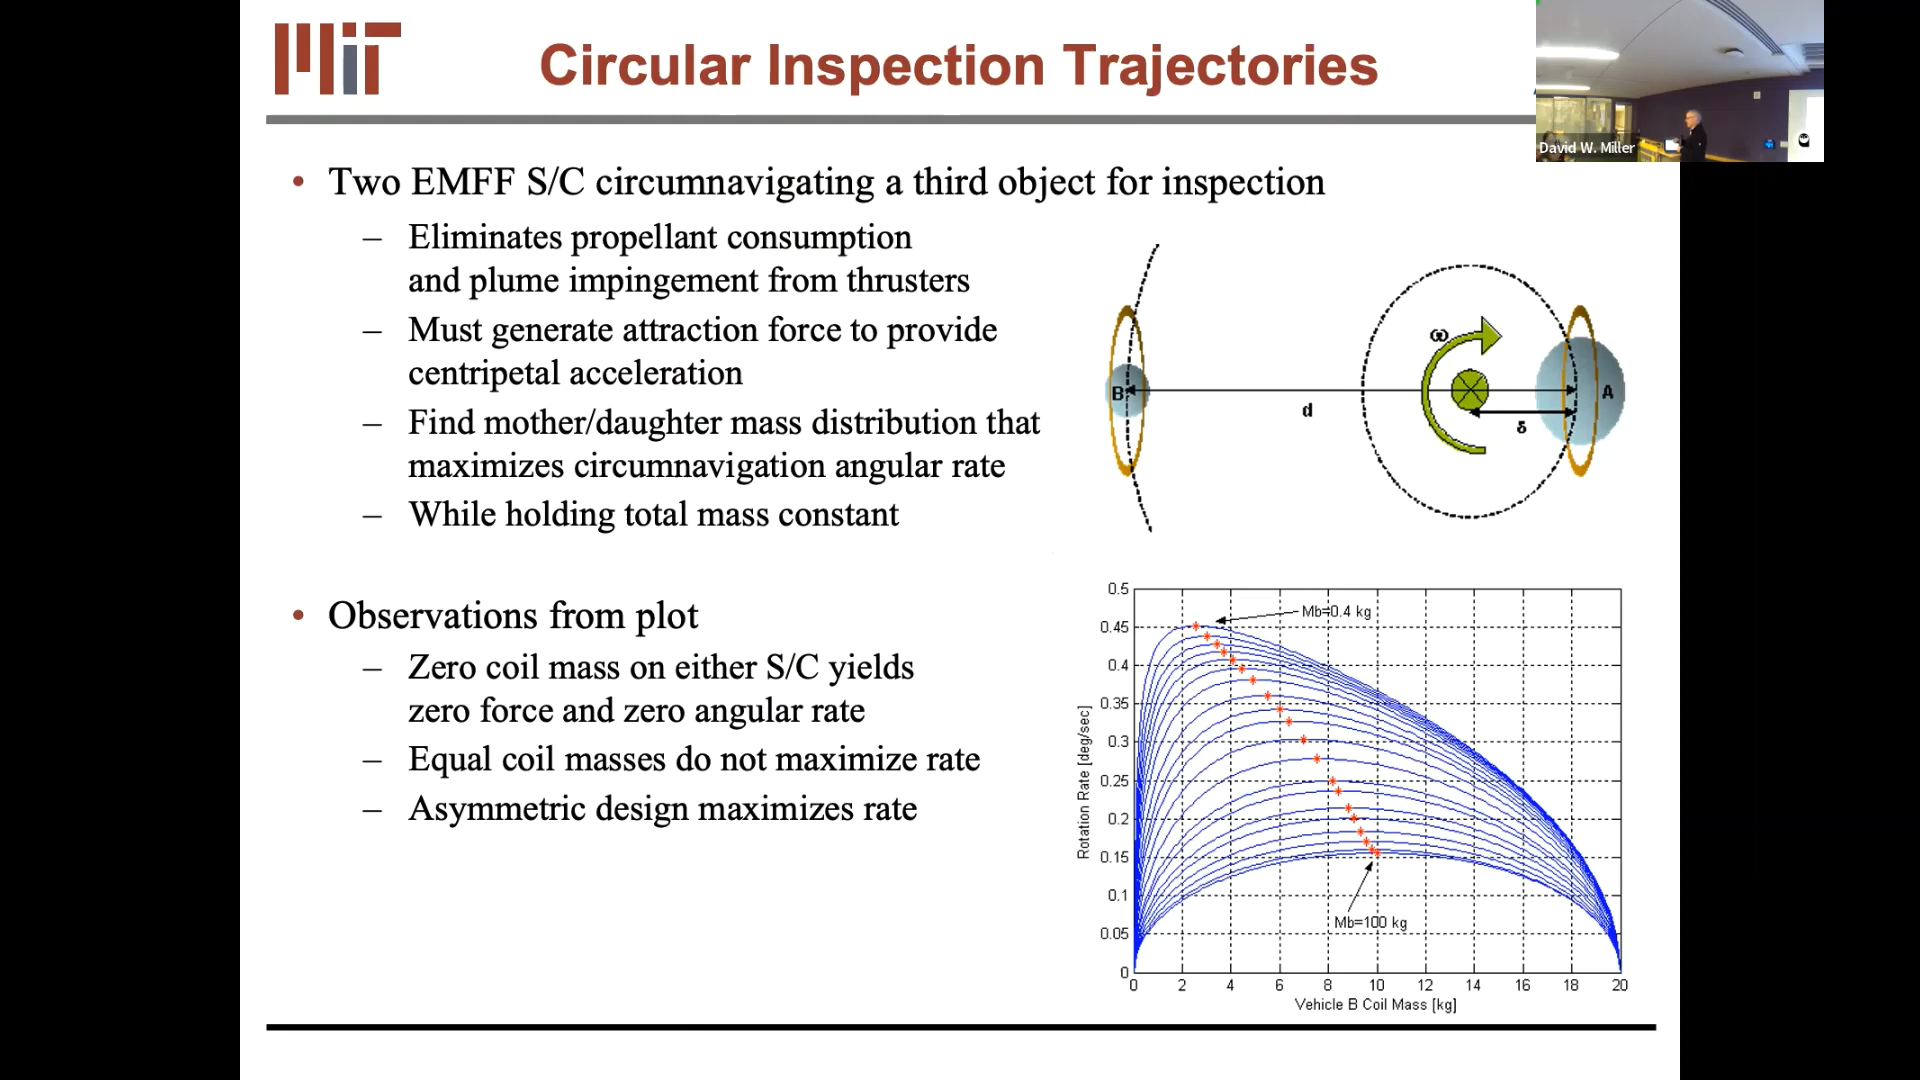 MIT
Circular Inspection Trajectories
David W. Miller
• Two EMFF S/C circumnavigating a third object for inspection
– Eliminates propellant consumption
and plume impingement from thrusters
– Must generate attraction force to provide
centripetal acceleration
– Find mother/daughter mass distribution that
maximizes circumnavigation angular rate
– While holding total mass constant
B
d
ω
δ
A
• Observations from plot
– Zero coil mass on either S/C yields
zero force and zero angular rate
– Equal coil masses do not maximize rate
– Asymmetric design maximizes rate
Rotation Rate [deg/sec]
0.5
0.45
0.4
0.35
0.3
0.25
0.2
0.15
0.1
0.05
0
Mb=0.4 kg
Mb=100 kg
0 2 4 6 8 10 12 14 16 18 20
Vehicle B Coil Mass [kg]